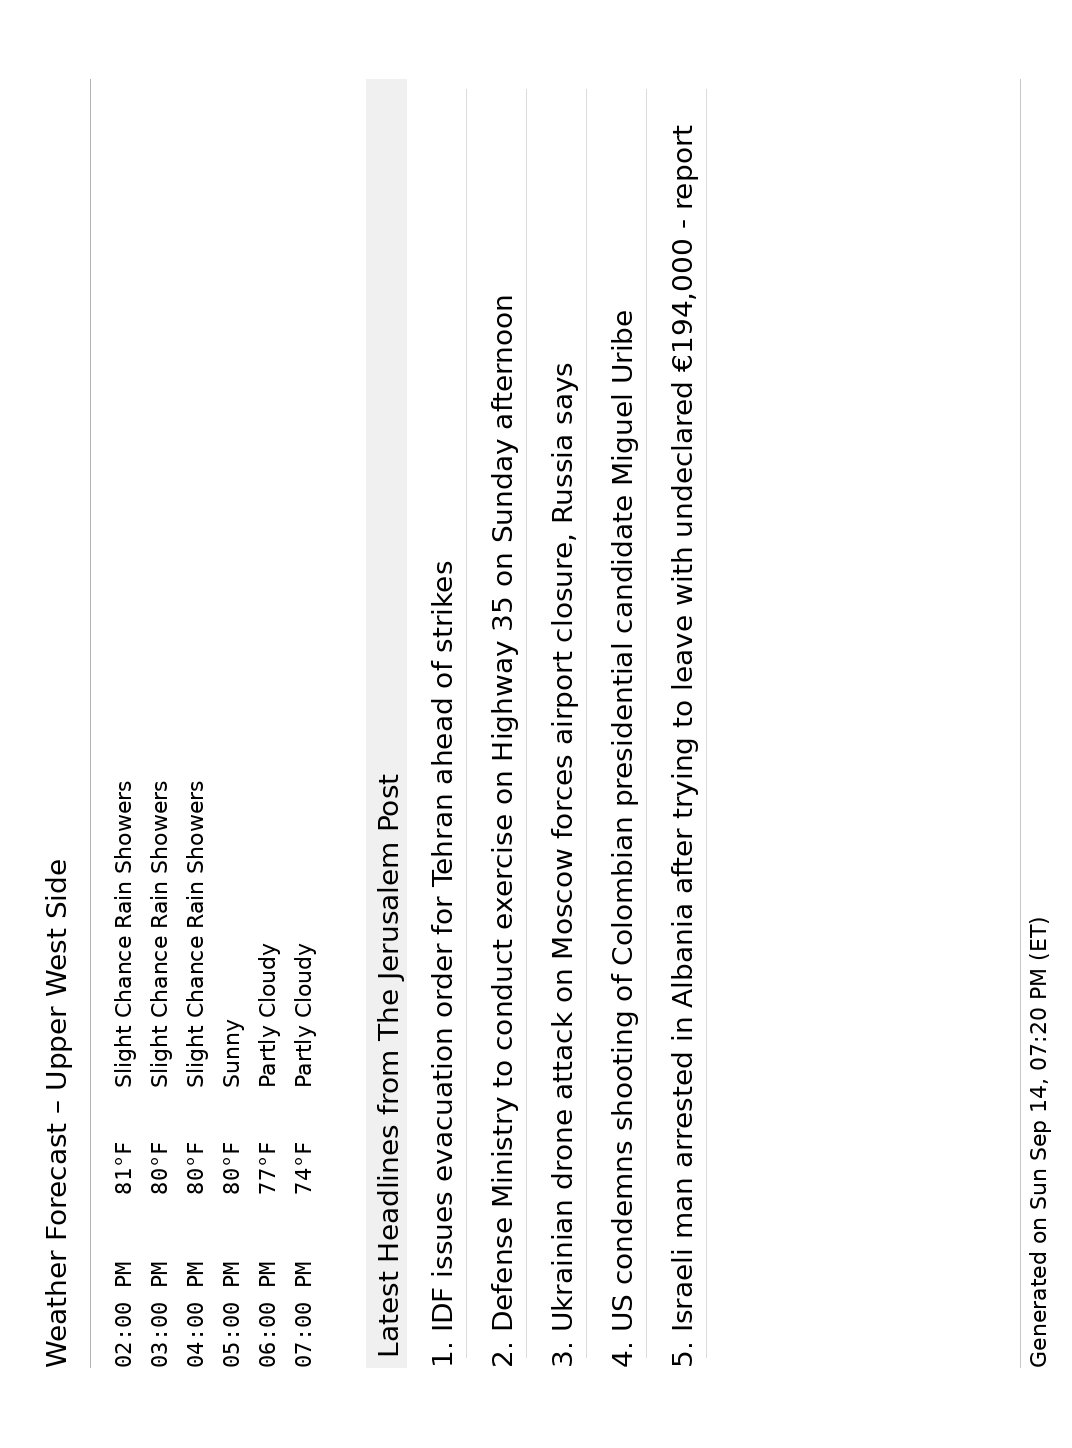 Weather Forecast – Upper West Side
02:00 PM 81°F Slight Chance Rain Showers
03:00 PM 80°F Slight Chance Rain Showers
04:00 PM 80°F Slight Chance Rain Showers
05:00 PM 80°F Sunny
06:00 PM 77°F Partly Cloudy
07:00 PM 74°F Partly Cloudy
Latest Headlines from The Jerusalem Post
1. IDF issues evacuation order for Tehran ahead of strikes
2. Defense Ministry to conduct exercise on Highway 35 on Sunday afternoon
3. Ukrainian drone attack on Moscow forces airport closure, Russia says
4. US condemns shooting of Colombian presidential candidate Miguel Uribe
5. Israeli man arrested in Albania after trying to leave with undeclared €194,000 - report
Generated on Sun Sep 14, 07:20 PM (ET)